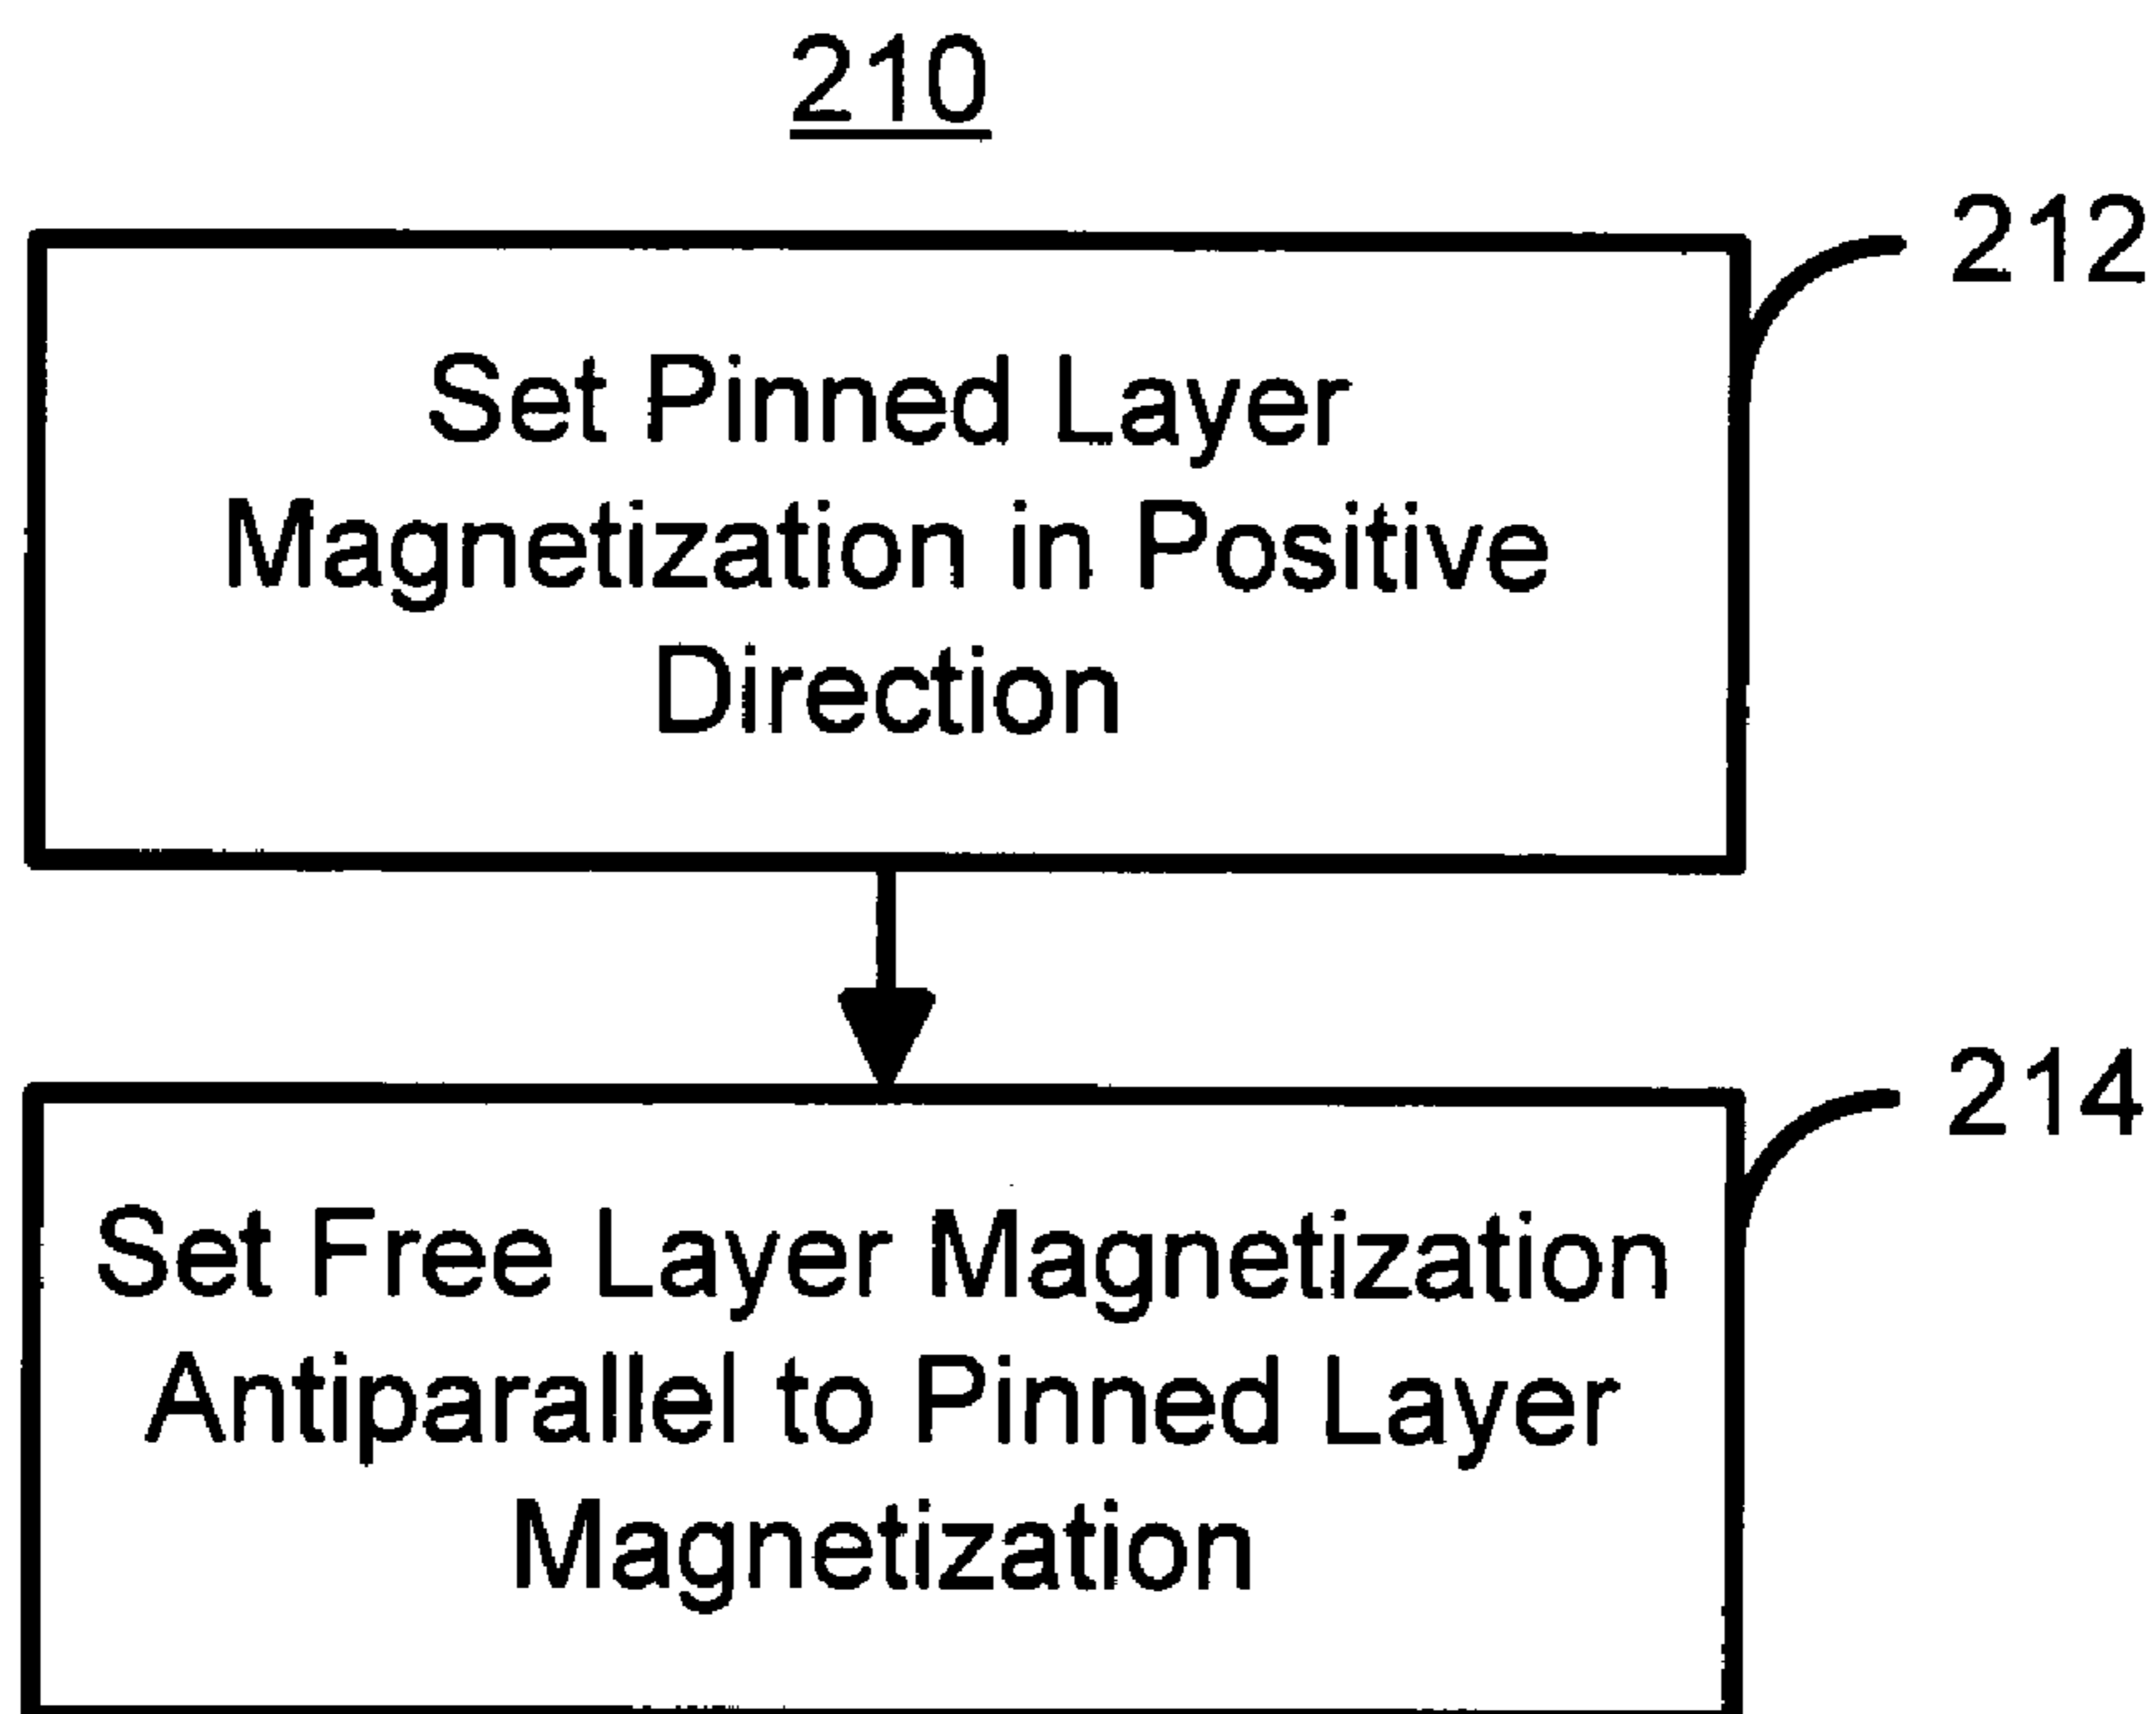 210
212
Set Pinned Layer
Magnetization in Positive
Direction
214
Set Free Layer Magnetization
Antiparallel to Pinned Layer
Magnetization